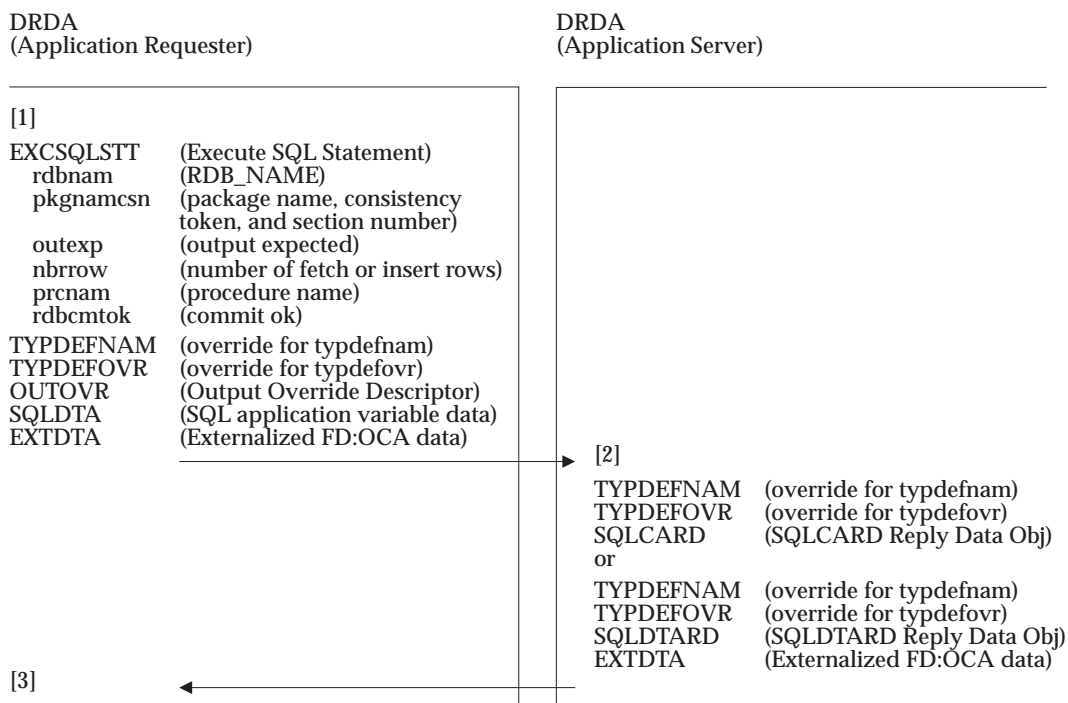 DRDA
(Application Requester)
DRDA
(Application Server)
[1]
EXCSQLSTT (Execute SQL Statement)
rdbnam (RDB_NAME)
pkgnamcsn (package name, consistency
token, and section number)
outexp (output expected)
nbrrow (number of fetch or insert rows)
prcnam (procedure name)
rdbcmtok (commit ok)
TYPDEFNAM (override for typdefnam)
TYPDEFOVR (override for typdefovr)
OUTOVR (Output Override Descriptor)
SQLDTA (SQL application variable data)
EXTDTA (Externalized FD:OCA data)
[2]
TYPDEFNAM (override for typdefnam)
TYPDEFOVR (override for typdefovr)
SQLCARD (SQLCARD Reply Data Obj)
or
TYPDEFNAM (override for typdefnam)
TYPDEFOVR (override for typdefovr)
SQLDTARD (SQLDTARD Reply Data Obj)
EXTDTA (Externalized FD:OCA data)
[3]